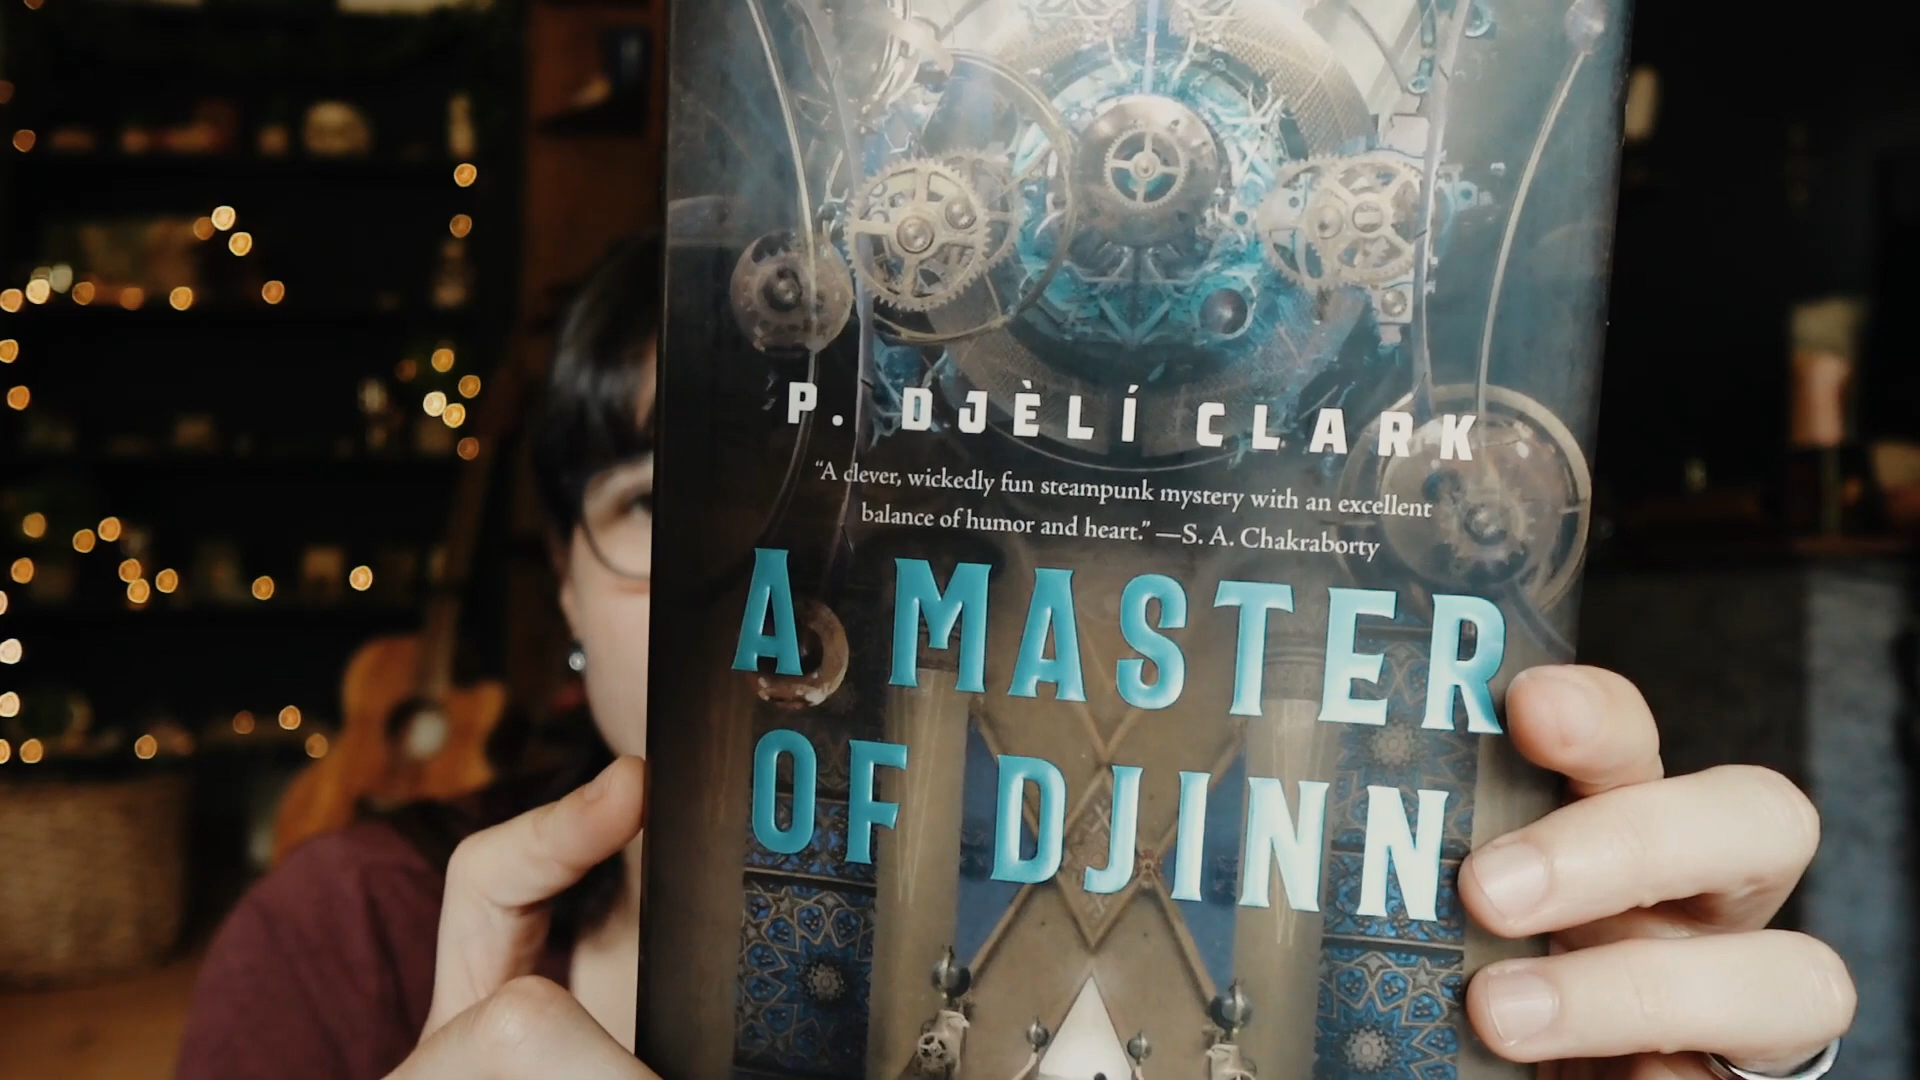 P. DJÈLÍ CLARK
“A clever, wickedly fun steampunk mystery with an excellent
balance of humor and heart.” —S. A. Chakraborty
A MASTER
OF DJINN